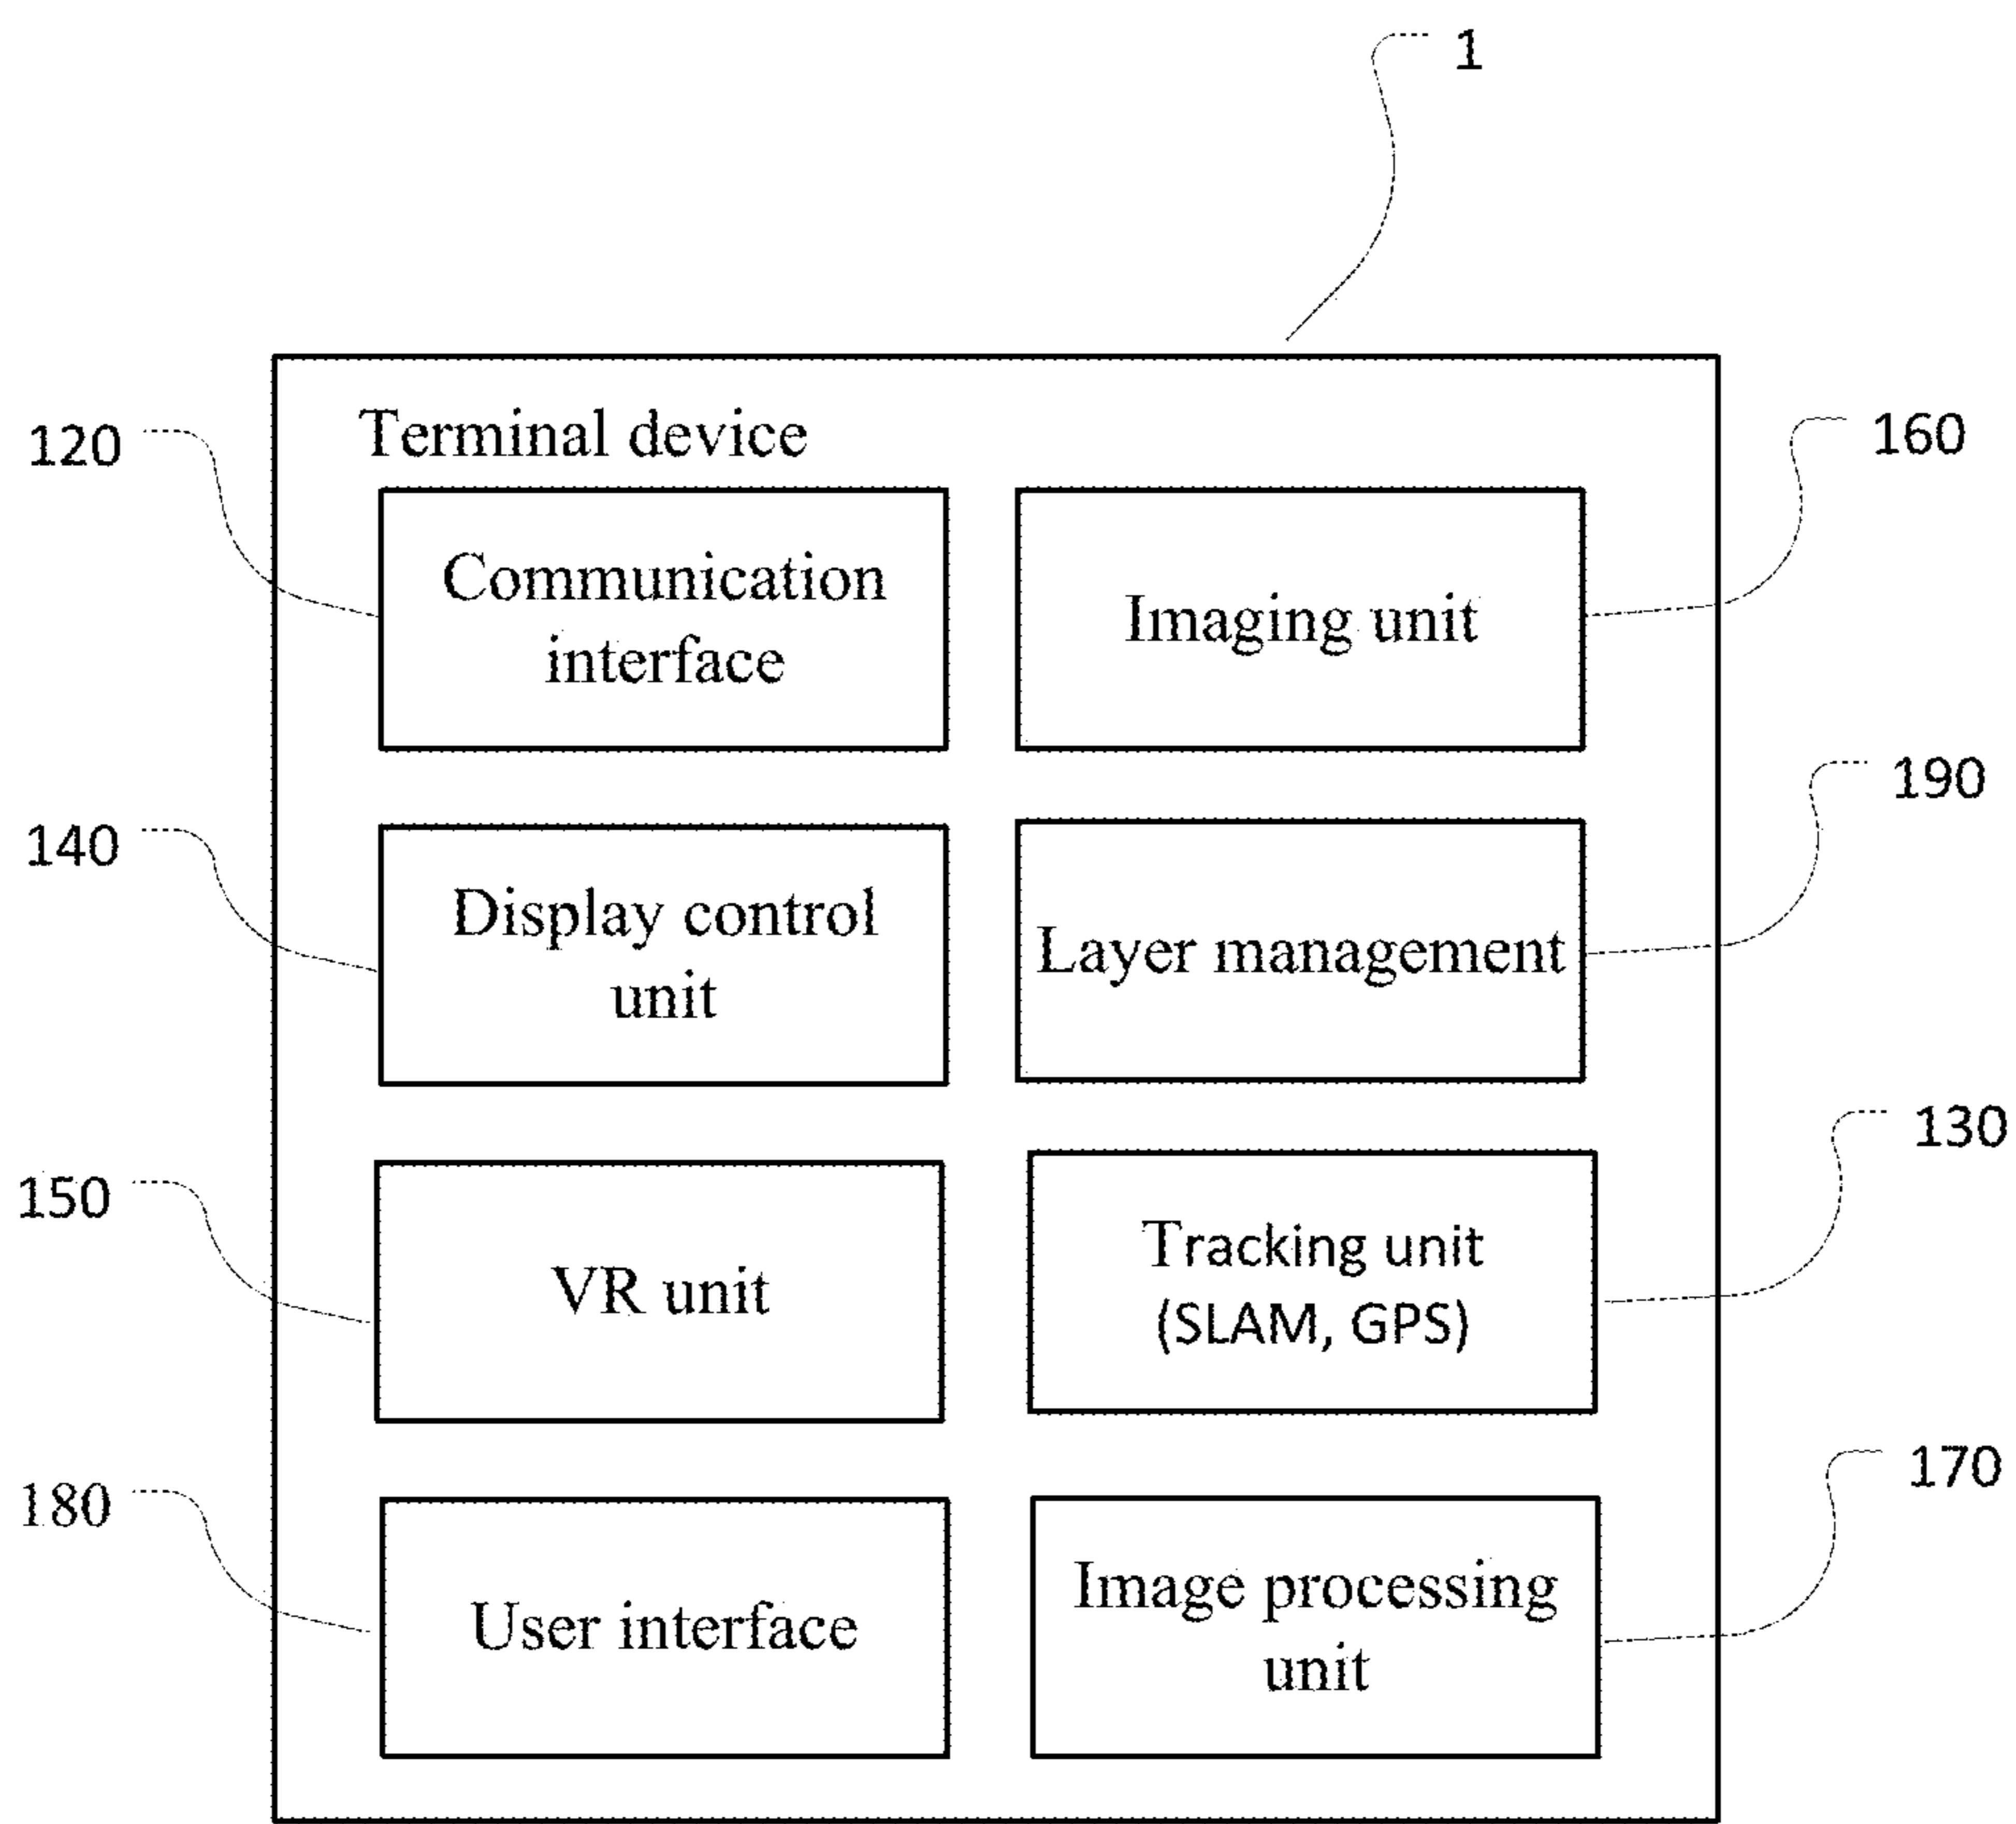 1
Terminal device
120
160
Communication
interface
Imaging unit
190
140
Display control
unit
Layer management
130
150
VR unit
Tracking unit
(SLAM, GPS)
170
180
User interface
Image processing
unit